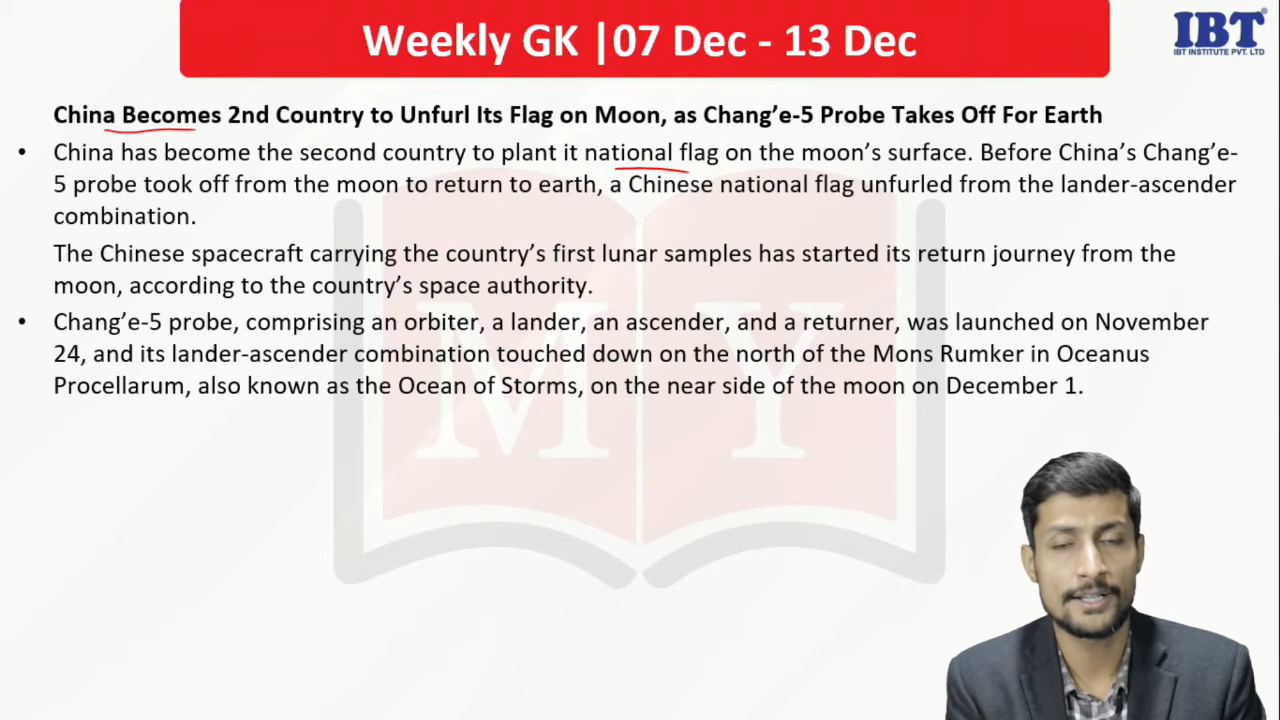 Weekly GK |07 Dec - 13 Dec
IBT
IBT INSTITUTE PVT. LTD
China Becomes 2nd Country to Unfurl Its Flag on Moon, as Chang’e-5 Probe Takes Off For Earth
• China has become the second country to plant it national flag on the moon’s surface. Before China’s Chang’e-
5 probe took off from the moon to return to earth, a Chinese national flag unfurled from the lander-ascender
combination.
The Chinese spacecraft carrying the country’s first lunar samples has started its return journey from the
moon, according to the country’s space authority.
• Chang’e-5 probe, comprising an orbiter, a lander, an ascender, and a returner, was launched on November
24, and its lander-ascender combination touched down on the north of the Mons Rumker in Oceanus
Procellarum, also known as the Ocean of Storms, on the near side of the moon on December 1.
M Y